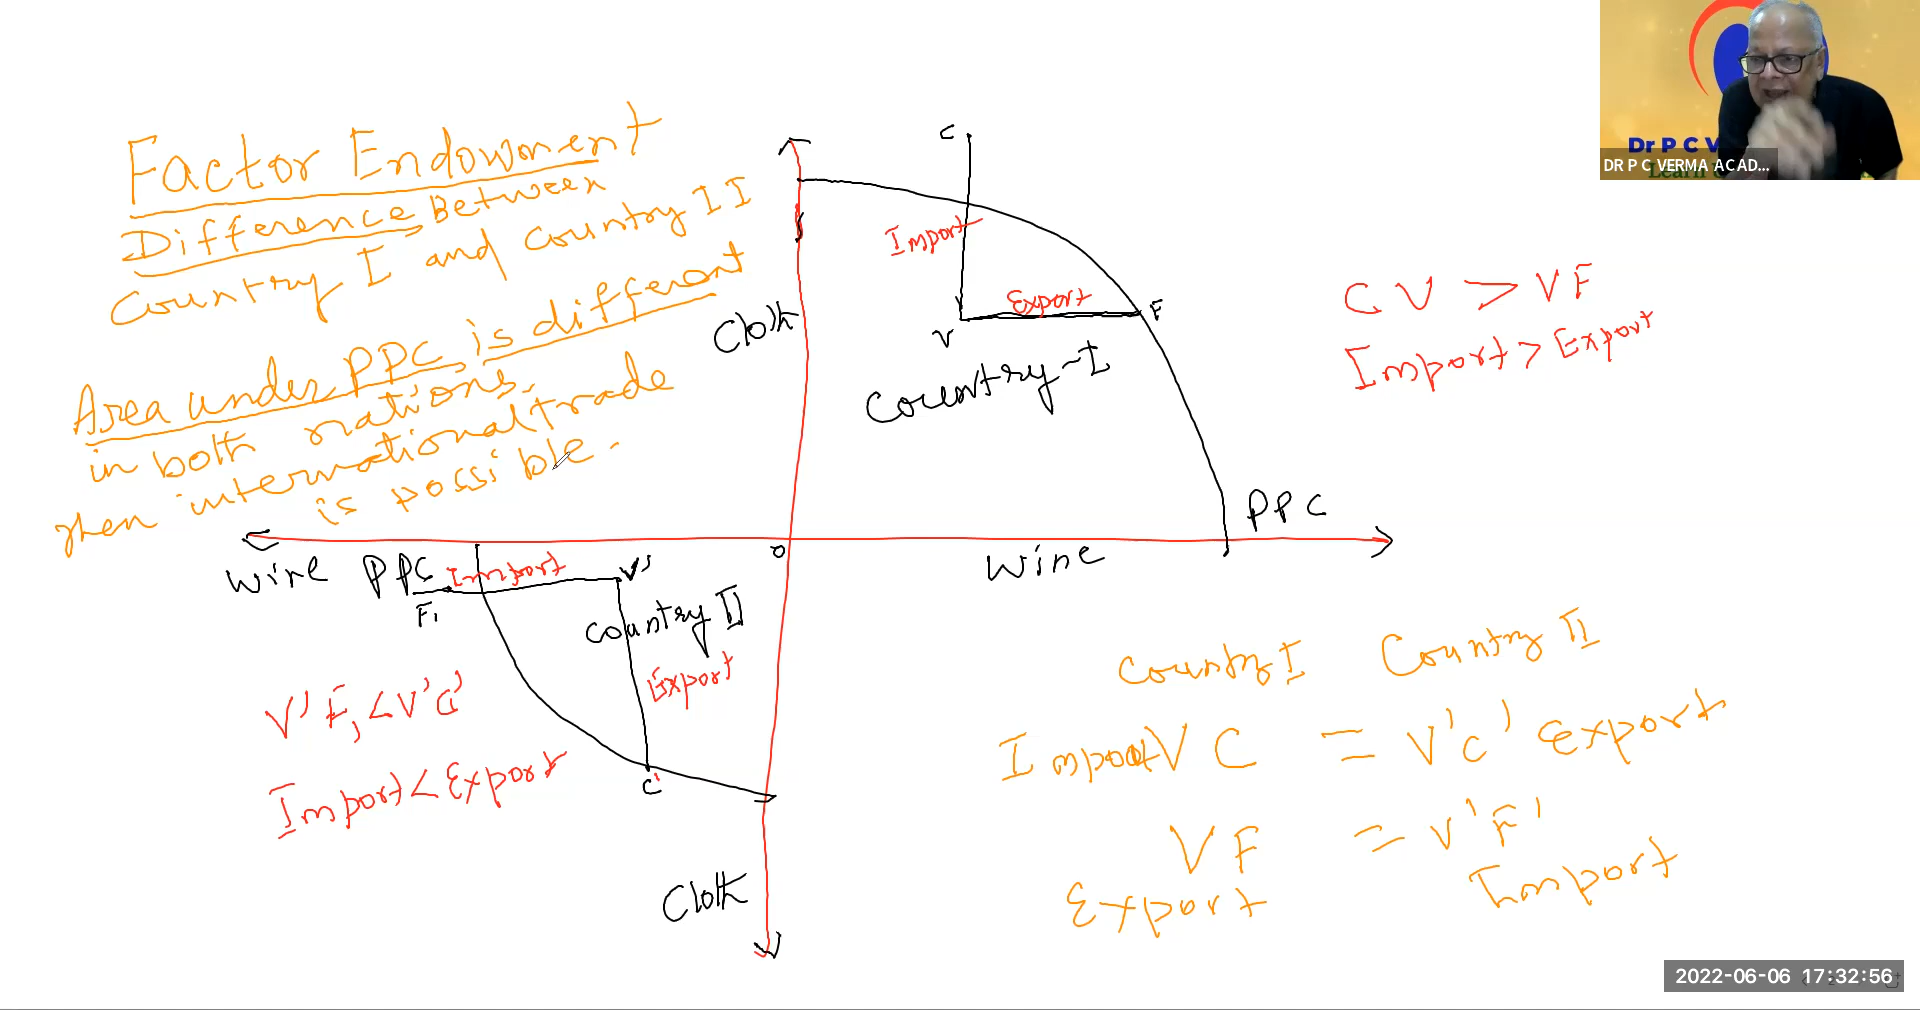 Factor Endowment
Difference Between
Country I and Country II
Area under PPC is different
in both nations.
then international trade
is possible.
C
Import
Export
F
V
Cloth
Country-I
CV > VF
Import > Export
PPC
O
Wine
Wine
PPC
Import
V'
F1
Country II
Export
V'F1 < V'C'
Import < Export
C'
Cloth
Country I Country II
Import VC = V'C' Export
VF = V'F'
Export Import
Dr P C V
DR P C VERMA ACAD...
2022-06-06 17:32:56